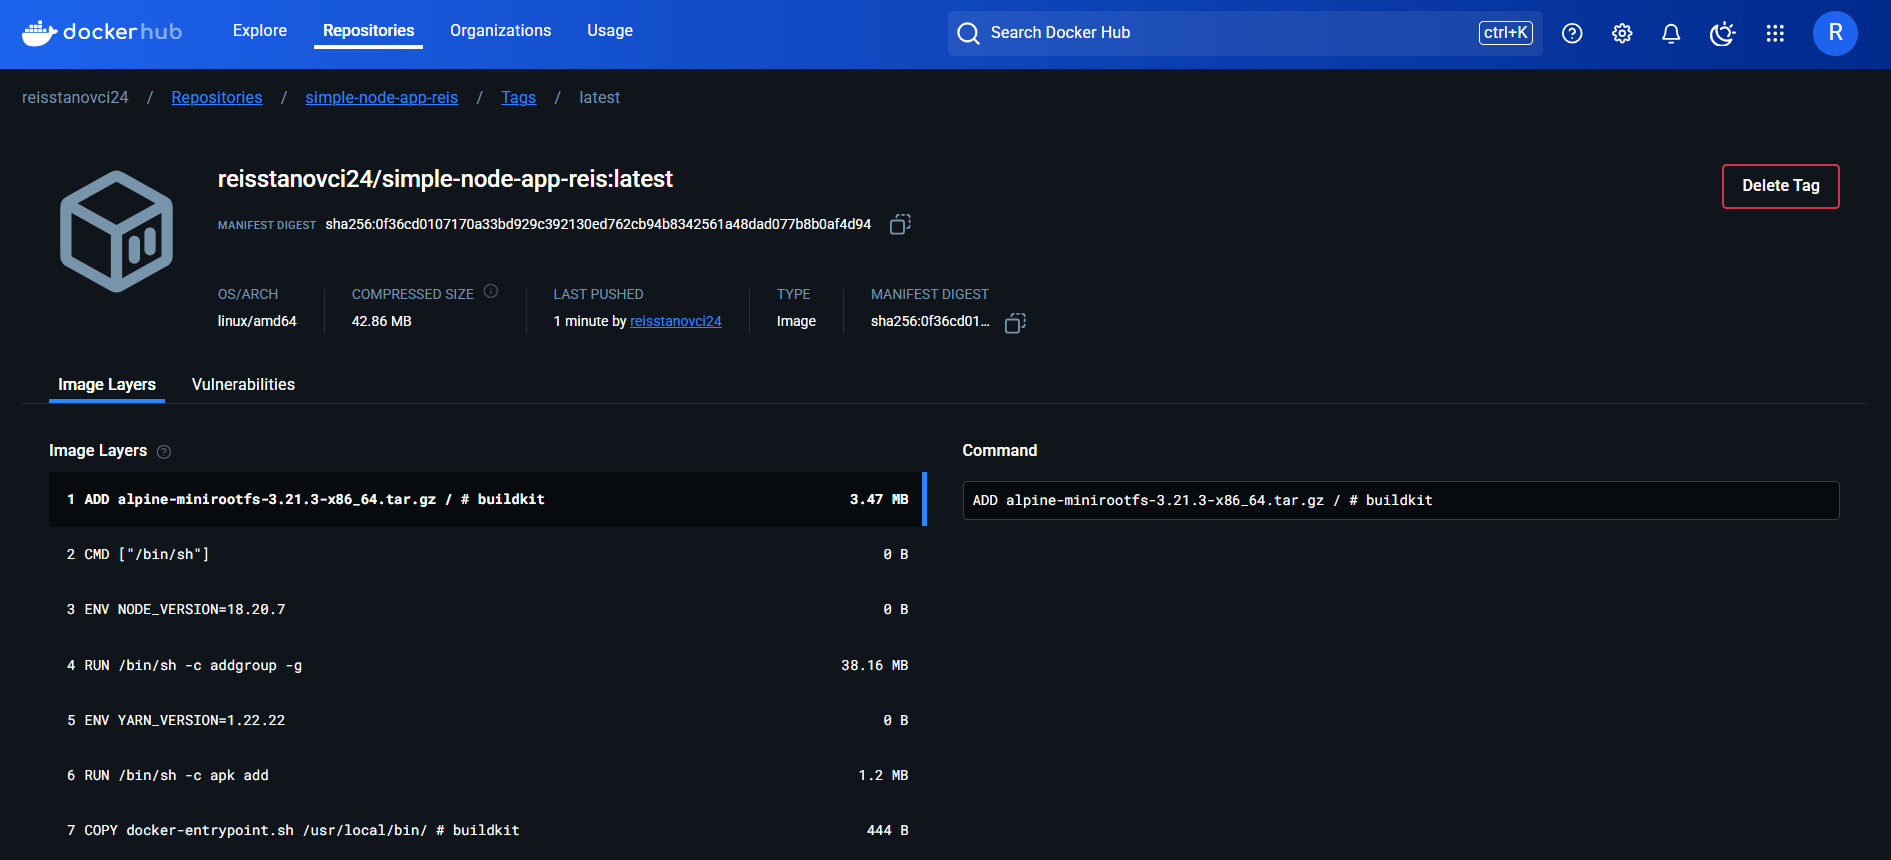 dockerhub Explore Repositories Organizations Usage Search Docker Hub ctrl+K R
reisstanovci24 / Repositories / simple-node-app-reis / Tags / latest
reisstanovci24/simple-node-app-reis:latest
Delete Tag
MANIFEST DIGEST sha256:0f36cd0107170a33bd929c392130ed762cb94b8342561a48dad077b8b0af4d94
OS/ARCH COMPRESSED SIZE LAST PUSHED TYPE MANIFEST DIGEST
linux/amd64 42.86 MB 1 minute by reisstanovci24 Image sha256:0f36cd01...
Image Layers Vulnerabilities
Image Layers Command
1 ADD alpine-minirootfs-3.21.3-x86_64.tar.gz / # buildkit 3.47 MB
ADD alpine-minirootfs-3.21.3-x86_64.tar.gz / # buildkit
2 CMD ["/bin/sh"] 0 B
3 ENV NODE_VERSION=18.20.7 0 B
4 RUN /bin/sh -c addgroup -g 38.16 MB
5 ENV YARN_VERSION=1.22.22 0 B
6 RUN /bin/sh -c apk add 1.2 MB
7 COPY docker-entrypoint.sh /usr/local/bin/ # buildkit 444 B